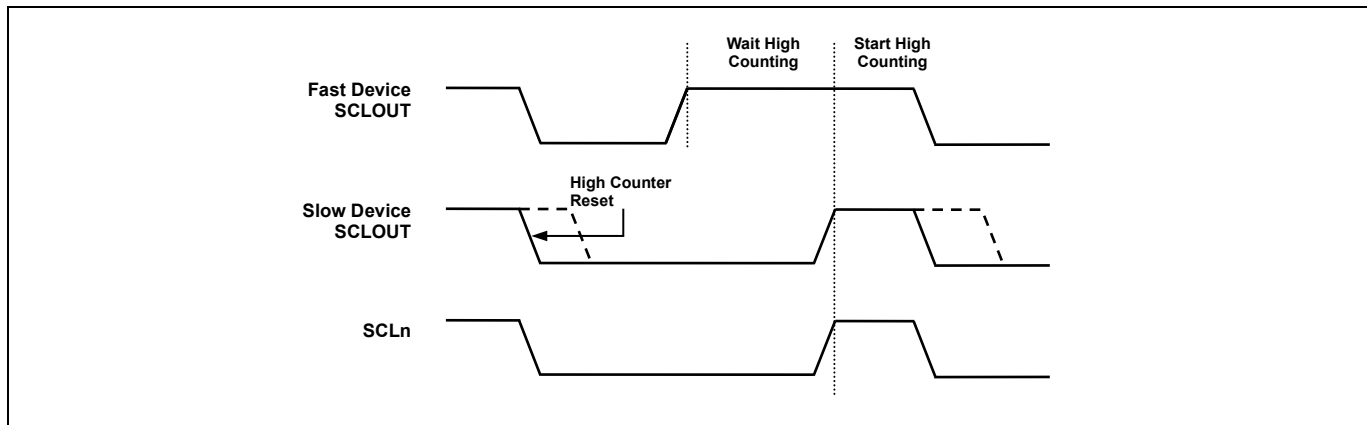 Wait High
Counting
Start High
Counting
Fast Device
SCLOUT
High Counter
Reset
Slow Device
SCLOUT
SCLn